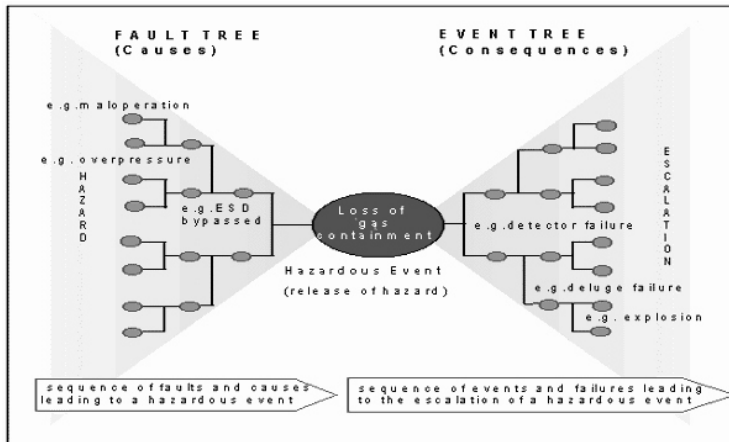 FAULT TREE
(Causes)
EVENT TREE
(Consequences)
e.g.maloperation
e.g.overpressure
HAZARD
e.g.ESD
bypassed
Loss of
gas
containment
Hazardous Event
(release of hazard)
e.g.detector failure
e.g.deluge failure
e.g.explosion
ESCALATION
sequence of faults and causes
leading to a hazardous event
sequence of events and failures leading
to the escalation of a hazardous event